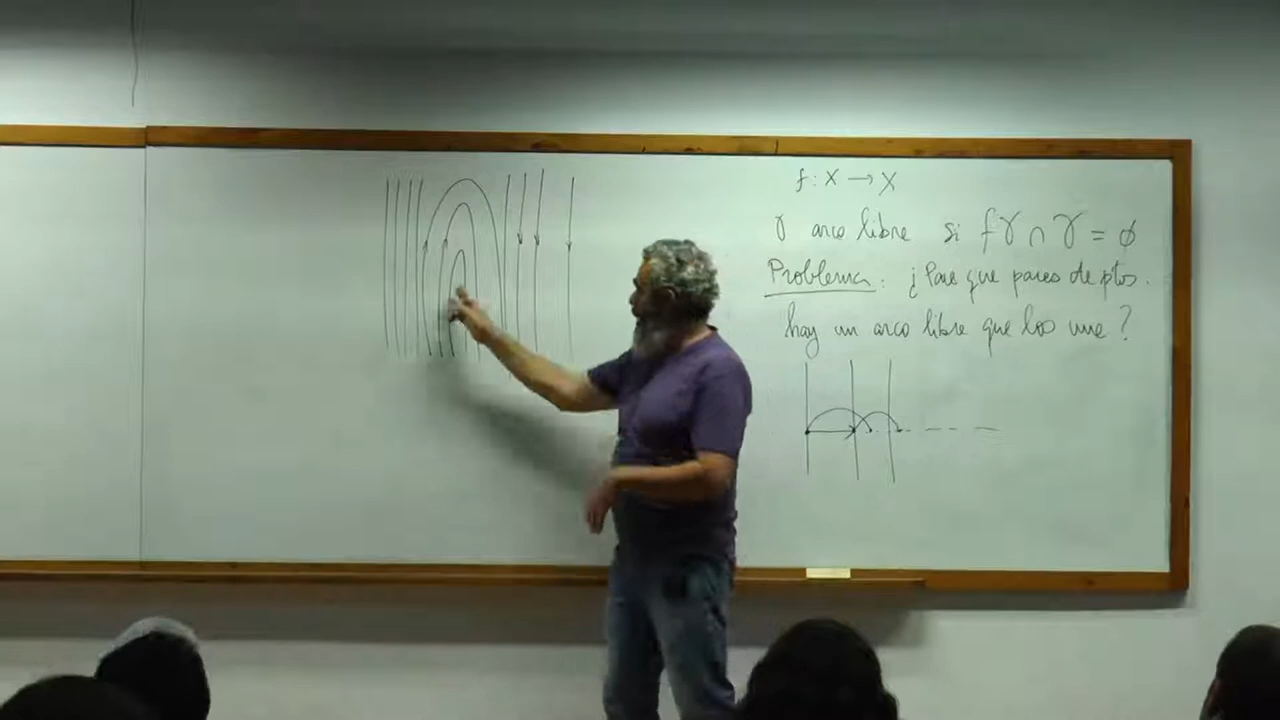 f : X → X
γ arco libre si fγ ∩ γ = ∅
Problema : ¿Para que pares de ptos.
hay un arco libre que los une ?